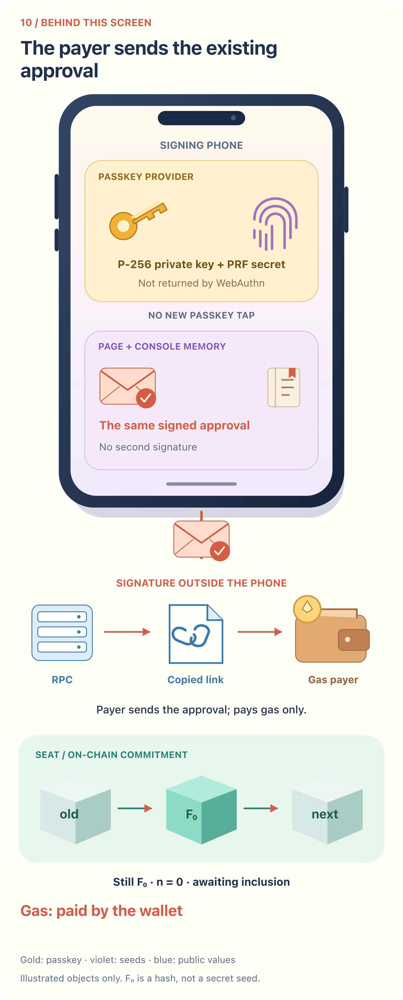 10 / BEHIND THIS SCREEN
The payer sends the existing
approval
SIGNING PHONE
PASSKEY PROVIDER
P-256 private key + PRF secret
Not returned by WebAuthn
NO NEW PASSKEY TAP
PAGE + CONSOLE MEMORY
The same signed approval
No second signature
SIGNATURE OUTSIDE THE PHONE
RPC
Copied link
Gas payer
Payer sends the approval; pays gas only.
SEAT / ON-CHAIN COMMITMENT
old
F₀
next
Still F₀ · n = 0 · awaiting inclusion
Gas: paid by the wallet
Gold: passkey · violet: seeds · blue: public values
Illustrated objects only. Fₙ is a hash, not a secret seed.